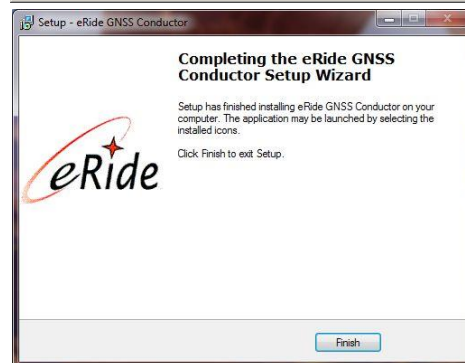 Setup - eRide GNSS Conductor
Completing the eRide GNSS
Conductor Setup Wizard
Setup has finished installing eRide GNSS Conductor on your
computer. The application may be launched by selecting the
installed icons.
Click Finish to exit Setup.
eRide
Finish